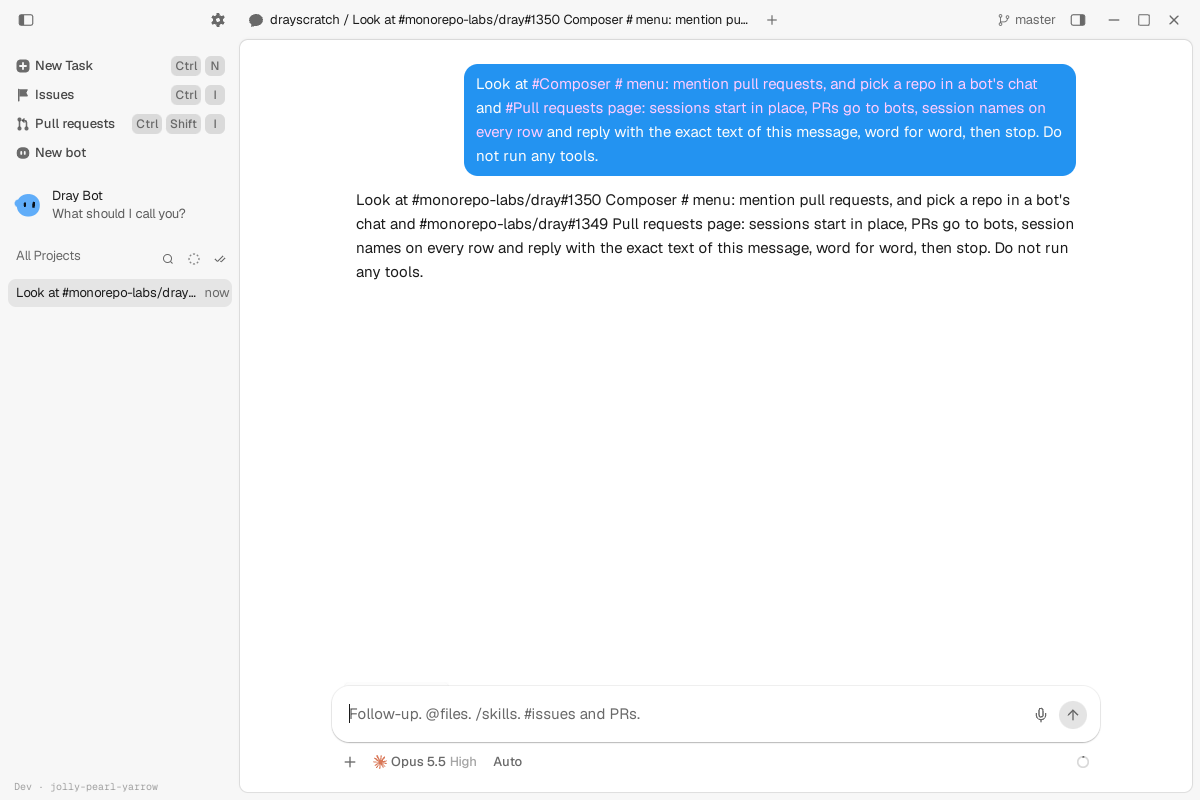 drayscratch / Look at #monorepo-labs/dray#1350 Composer # menu: mention pu...
master
New Task Ctrl N
Issues Ctrl I
Pull requests Ctrl Shift I
New bot
Dray Bot
What should I call you?
All Projects
Look at #monorepo-labs/dray... now
Look at #Composer # menu: mention pull requests, and pick a repo in a bot's chat
and #Pull requests page: sessions start in place, PRs go to bots, session names on
every row and reply with the exact text of this message, word for word, then stop. Do
not run any tools.
Look at #monorepo-labs/dray#1350 Composer # menu: mention pull requests, and pick a repo in a bot's
chat and #monorepo-labs/dray#1349 Pull requests page: sessions start in place, PRs go to bots, session
names on every row and reply with the exact text of this message, word for word, then stop. Do not run
any tools.
Follow-up. @files. /skills. #issues and PRs.
Opus 5.5 High Auto
Dev · jolly-pearl-yarrow